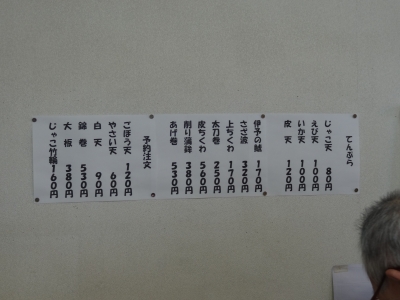 てんぷら
じゃこ天 80円
えび天 100円
いか天 100円
皮天 120円
伊予の鯱 170円
さざ波 320円
上ちくわ 170円
太刀巻 250円
皮ちくわ 560円
削り蒲鉾 380円
あげ巻 530円
予約注文
ごぼう天 120円
やさい天 60円
白天 90円
錦巻 530円
大板 380円
じゃこ竹輪 160円